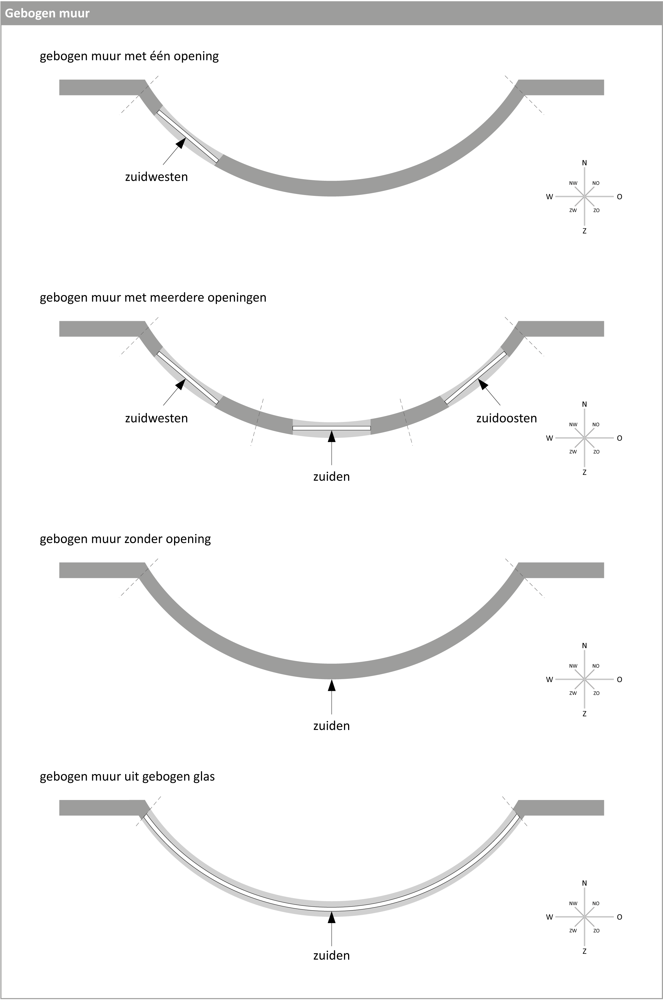 Gebogen muur
gebogen muur met één opening
zuidwesten
N
NW NO
W O
ZW ZO
Z
gebogen muur met meerdere openingen
zuidwesten
zuidoosten
zuiden
N
NW NO
W O
ZW ZO
Z
gebogen muur zonder opening
zuiden
N
NW NO
W O
ZW ZO
Z
gebogen muur uit gebogen glas
zuiden
N
NW NO
W O
ZW ZO
Z